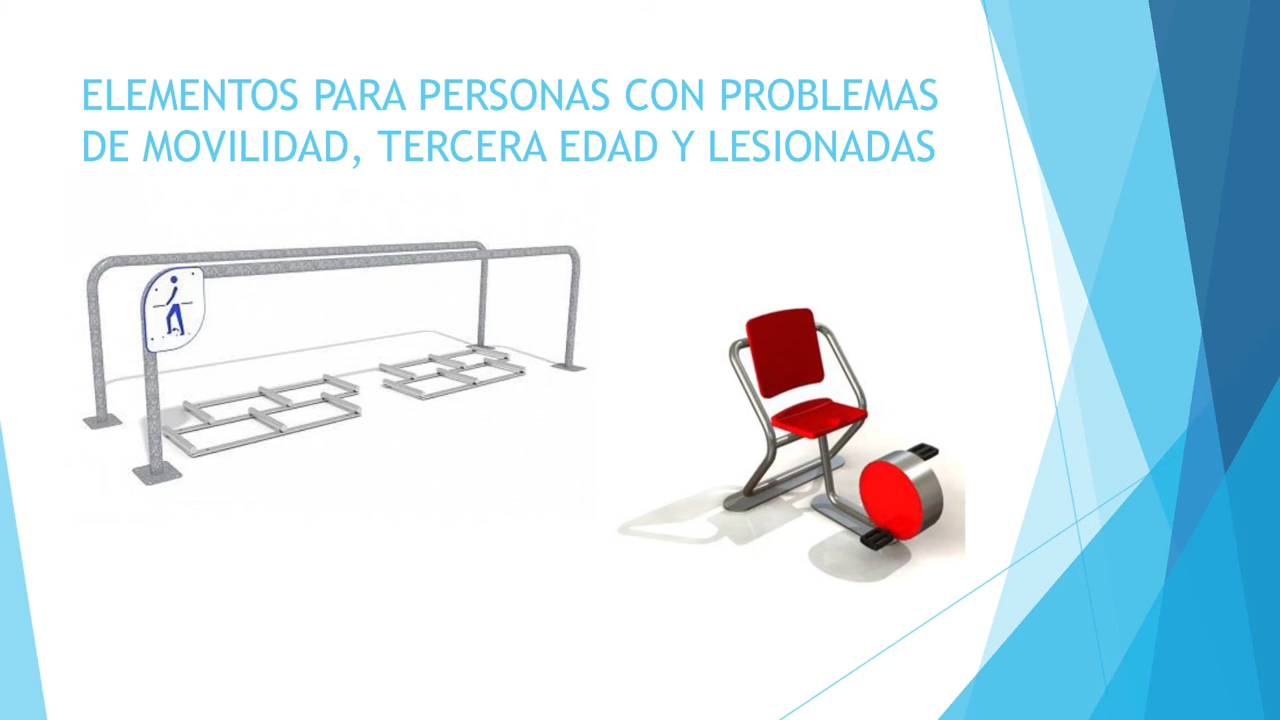 ELEMENTOS PARA PERSONAS CON PROBLEMAS
DE MOVILIDAD, TERCERA EDAD Y LESIONADAS